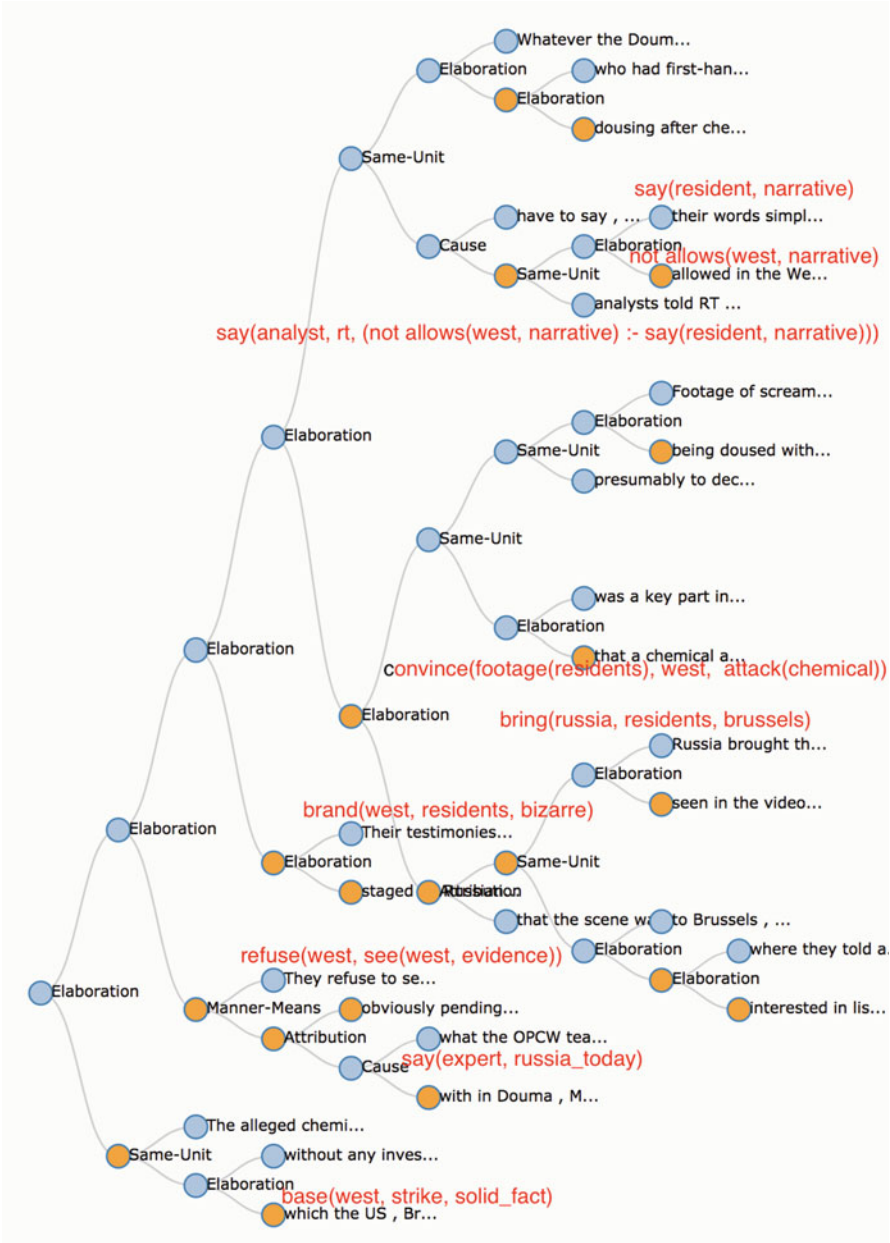 Whatever the Doum...
Elaboration
who had first-han...
Elaboration
dousing after che...
Same-Unit
say(resident, narrative)
have to say , ...
their words simpl...
Cause
Elaboration
not allows(west, narrative)
Same-Unit
allowed in the We...
analysts told RT ...
say(analyst, rt, (not allows(west, narrative) :- say(resident, narrative)))
Footage of scream...
Elaboration
Elaboration
Same-Unit
being doused with...
presumably to dec...
Same-Unit
was a key part in...
Elaboration
Elaboration
that a chemical a...
convince(footage(residents), west, attack(chemical))
Elaboration
bring(russia, residents, brussels)
Russia brought th...
Elaboration
seen in the video...
brand(west, residents, bizarre)
Elaboration
Their testimonies...
Elaboration
Same-Unit
staged
Attribution
that the scene wa
to Brussels , ...
refuse(west, see(west, evidence))
Elaboration
where they told a.
They refuse to se...
Elaboration
Elaboration
Manner-Means
obviously pending...
interested in lis...
Attribution
what the OPCW tea...
Cause
say(expert, russia_today)
with in Douma , M...
The alleged chemi...
Same-Unit
without any inves...
Elaboration
base(west, strike, solid_fact)
which the US , Br...